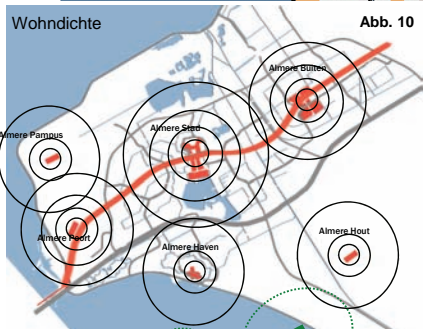 Wohndichte
Abb. 10
Almere Buiten
Almere Stad
Almere Pampus
Almere Poort
Almere Haven
Almere Hout